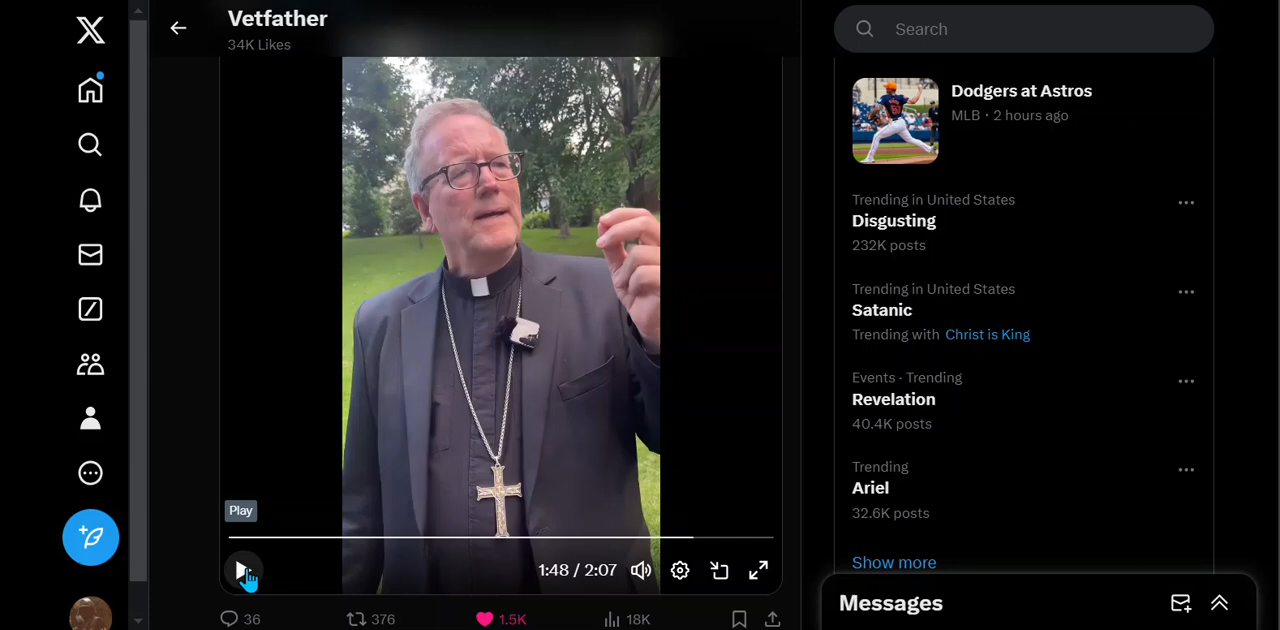 Vetfather
34K Likes
Play
1:48 / 2:07
36
376
1.5K
18K
Search
Dodgers at Astros
MLB · 2 hours ago
Trending in United States
Disgusting
232K posts
Trending in United States
Satanic
Trending with Christ is King
Events · Trending
Revelation
40.4K posts
Trending
Ariel
32.6K posts
Show more
Messages